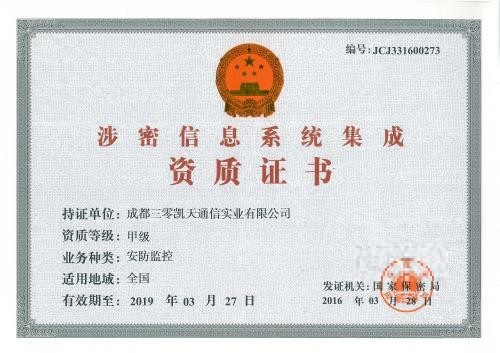 编号:JCJ331600273
涉密信息系统集成
资质证书
持证单位: 成都三零凯天通信实业有限公司
资质等级: 甲级
业务种类: 安防监控
适用地域: 全国
有效期至: 2019 年 03 月 27 日
发证机关: 国家保密局
2016 年 03 月 28 日